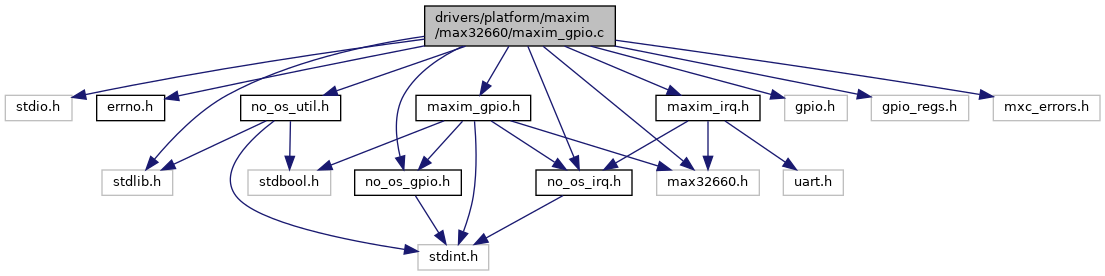 drivers/platform/maxim
/max32660/maxim_gpio.c
stdio.h
errno.h
no_os_util.h
maxim_gpio.h
maxim_irq.h
gpio.h
gpio_regs.h
mxc_errors.h
stdlib.h
stdbool.h
no_os_gpio.h
no_os_irq.h
max32660.h
uart.h
stdint.h